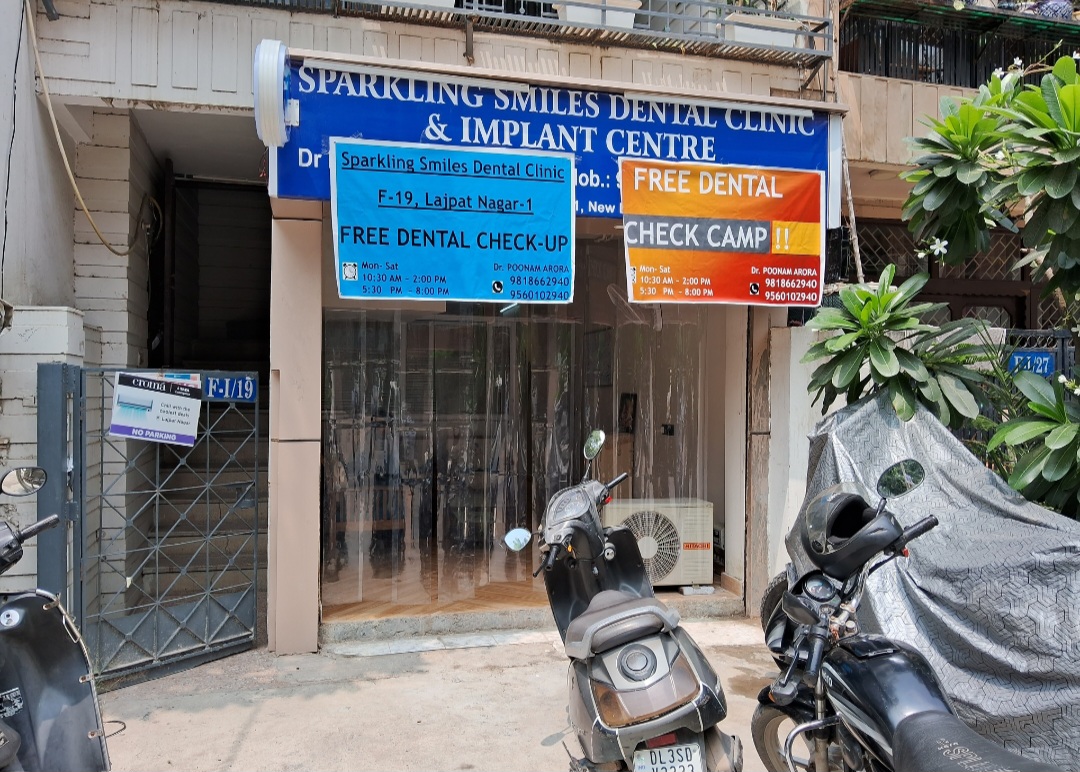 SPARKLING SMILES DENTAL CLINIC
& IMPLANT CENTRE
Dr
Mob.: 9
1, New
Sparkling Smiles Dental Clinic
F-19, Lajpat Nagar-1
FREE DENTAL CHECK-UP
Mon- Sat
10:30 AM - 2:00 PM
5:30 PM - 8:00 PM
Dr. POONAM ARORA
9818662940
9560102940
FREE DENTAL
CHECK CAMP !!
Mon- Sat
10:30 AM - 2:00 PM
5:30 PM - 8:00 PM
Dr. POONAM ARORA
9818662940
9560102940
croma
NO PARKING
F-I/19
F-I/27
HITACHI
DL3SD